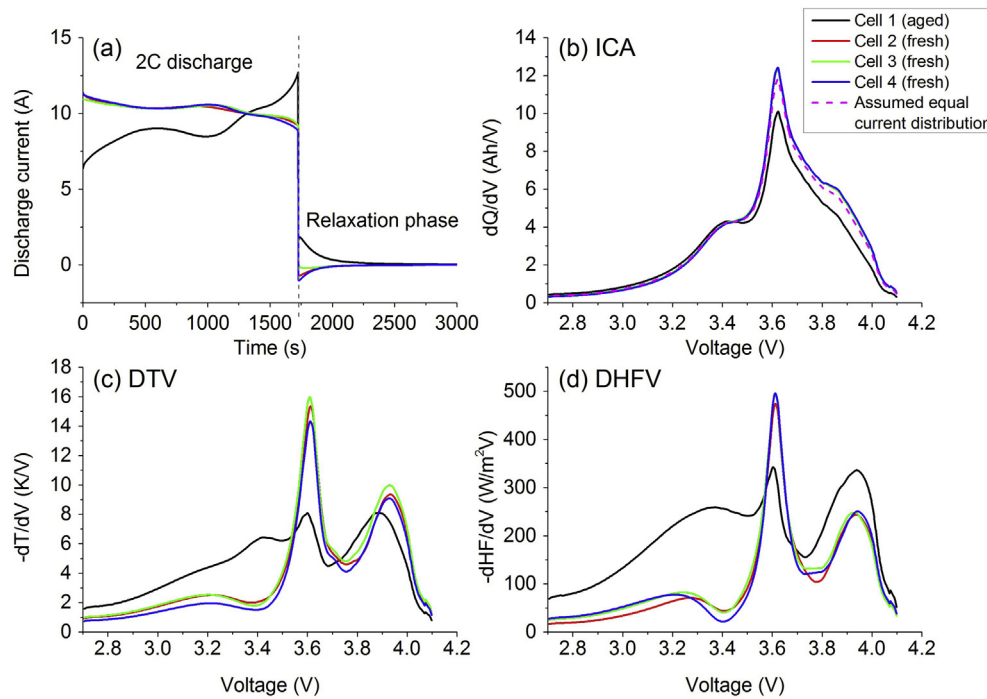 (a)
2C discharge
Relaxation phase
Discharge current (A)
15
10
5
0
0
500
1000
1500
2000
2500
3000
Time (s)
(b) ICA
Cell 1 (aged)
Cell 2 (fresh)
Cell 3 (fresh)
Cell 4 (fresh)
Assumed equal
current distribution
dQ/dV (Ah/V)
14
12
10
8
6
4
2
0
2.8
3.0
3.2
3.4
3.6
3.8
4.0
4.2
Voltage (V)
(c) DTV
-dT/dV (K/V)
18
16
14
12
10
8
6
4
2
0
2.8
3.0
3.2
3.4
3.6
3.8
4.0
4.2
Voltage (V)
(d) DHFV
-dHF/dV (W/m²V)
500
400
300
200
100
0
2.8
3.0
3.2
3.4
3.6
3.8
4.0
4.2
Voltage (V)